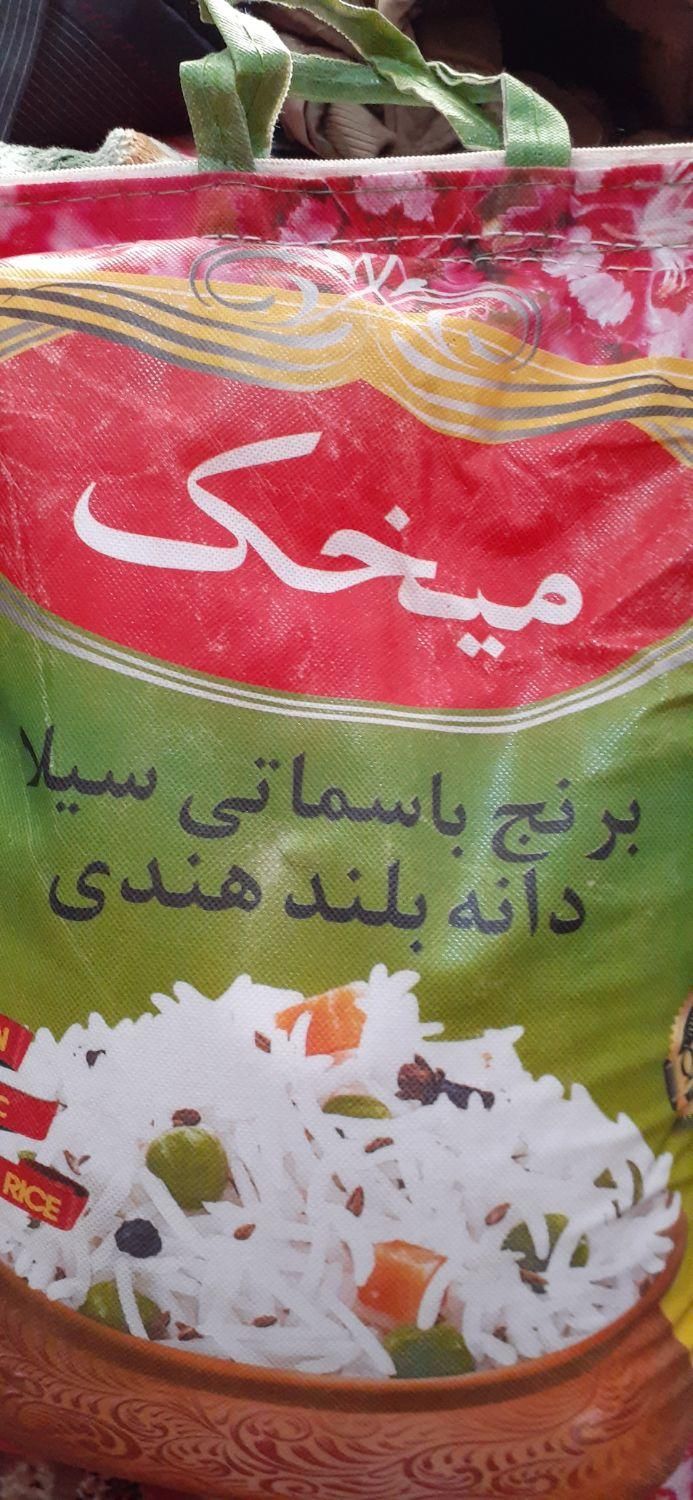 میخک
برنج باسماتی سیلا
دانه بلند هندی
RICE